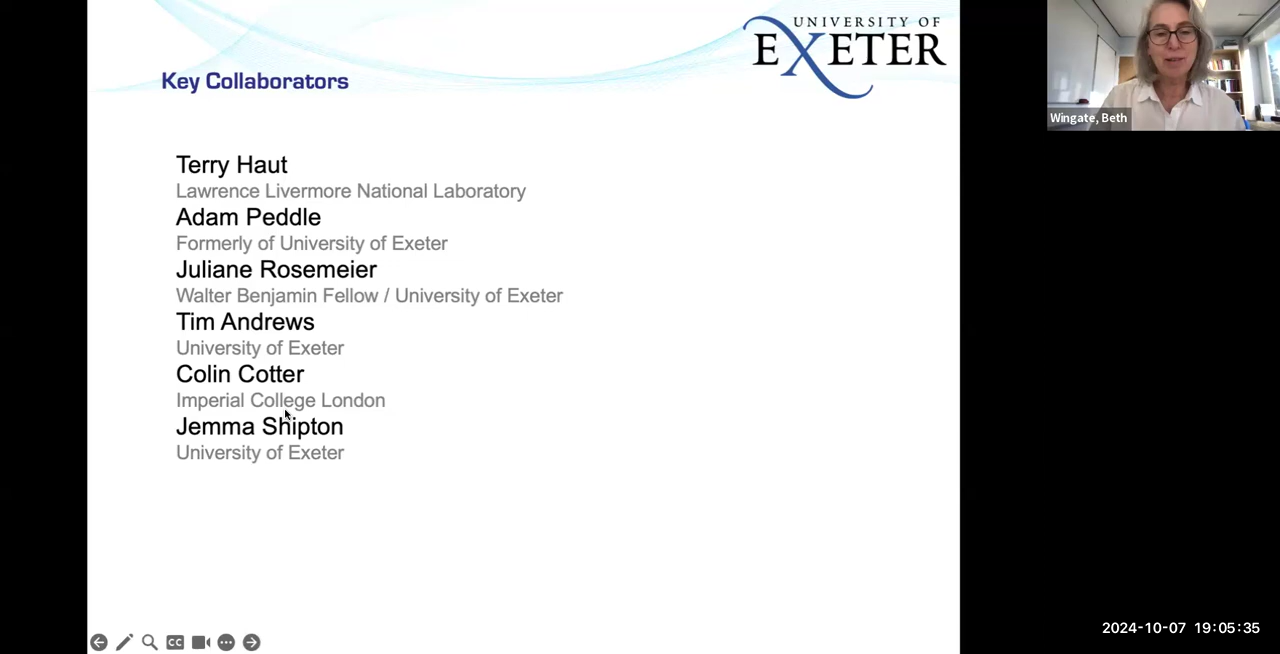 UNIVERSITY OF
EXETER
Key Collaborators
Terry Haut
Lawrence Livermore National Laboratory
Adam Peddle
Formerly of University of Exeter
Juliane Rosemeier
Walter Benjamin Fellow / University of Exeter
Tim Andrews
University of Exeter
Colin Cotter
Imperial College London
Jemma Shipton
University of Exeter
Wingate, Beth
CC
2024-10-07 19:05:35